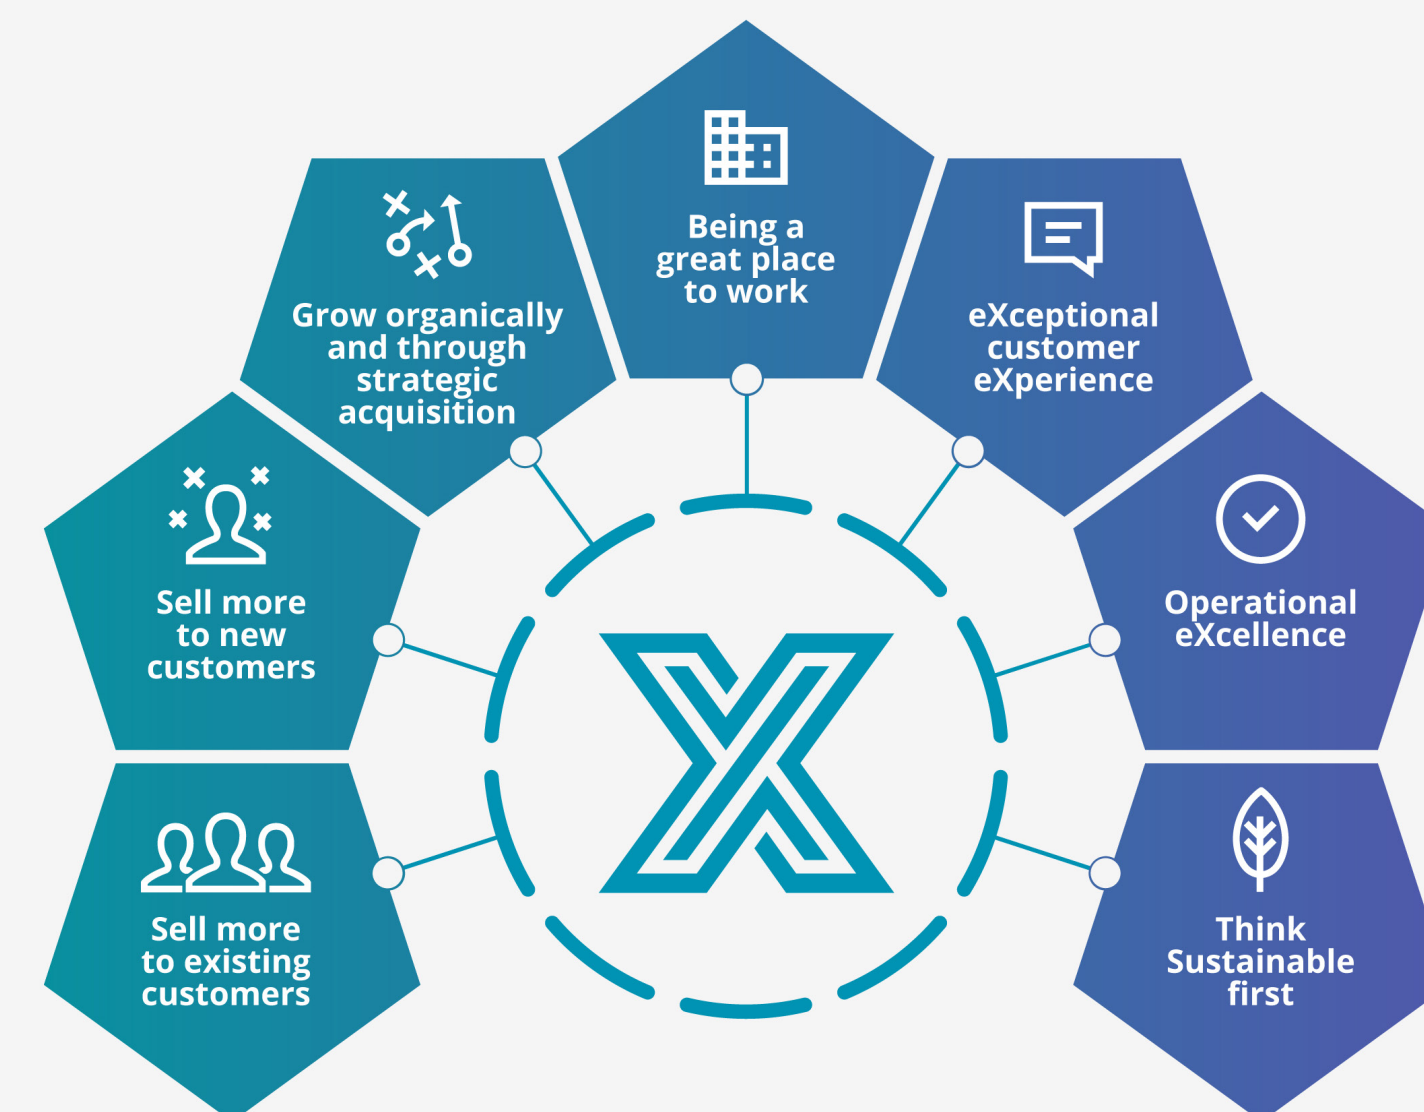 Being a
great place
to work
Grow organically
and through
strategic
acquisition
eXceptional
customer
eXperience
Sell more
to new
customers
Operational
eXcellence
Sell more
to existing
customers
Think
Sustainable
first
X